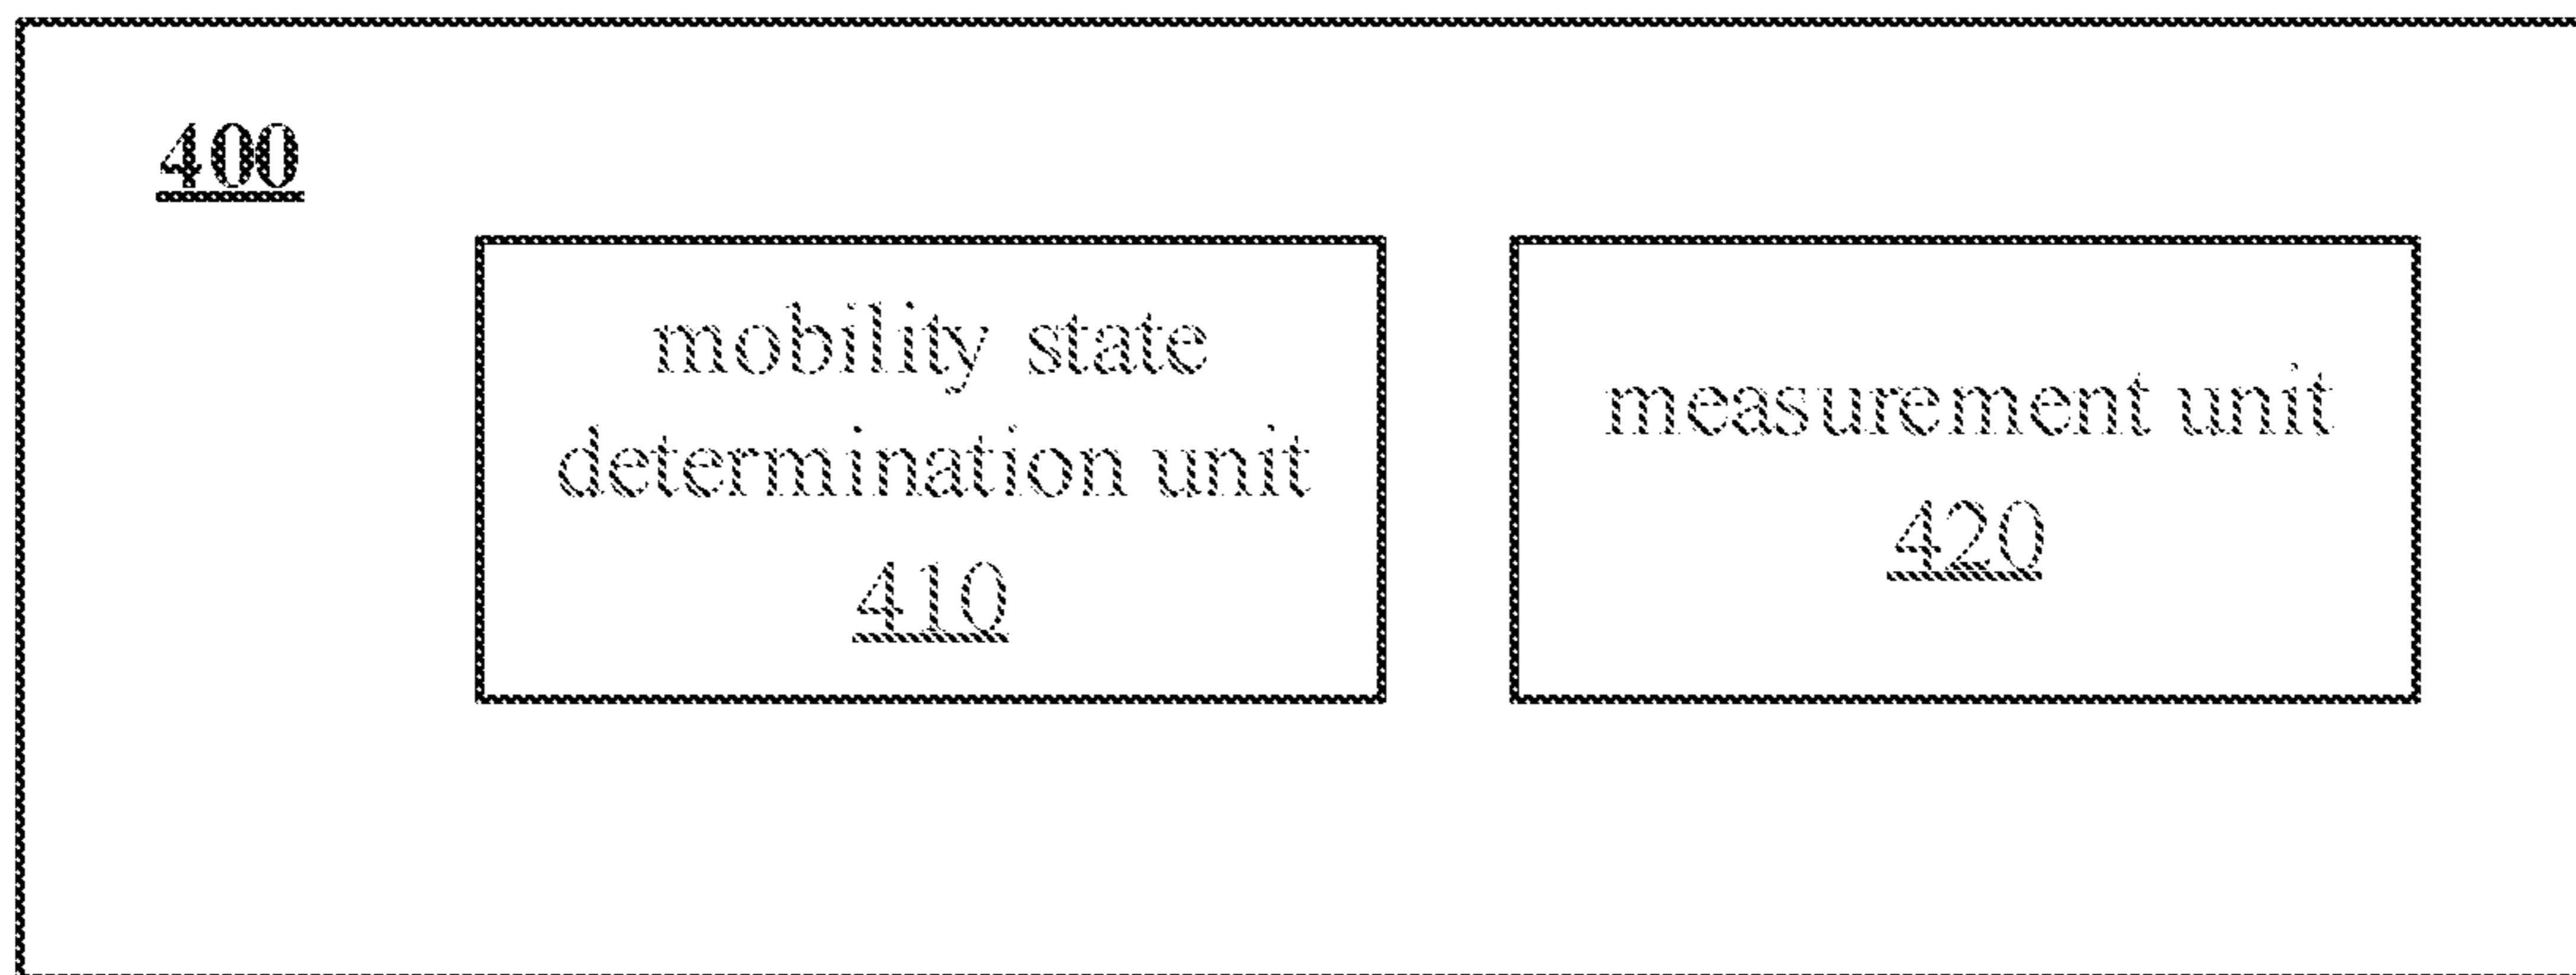 400
mobility state
determination unit
410
measurement unit
420